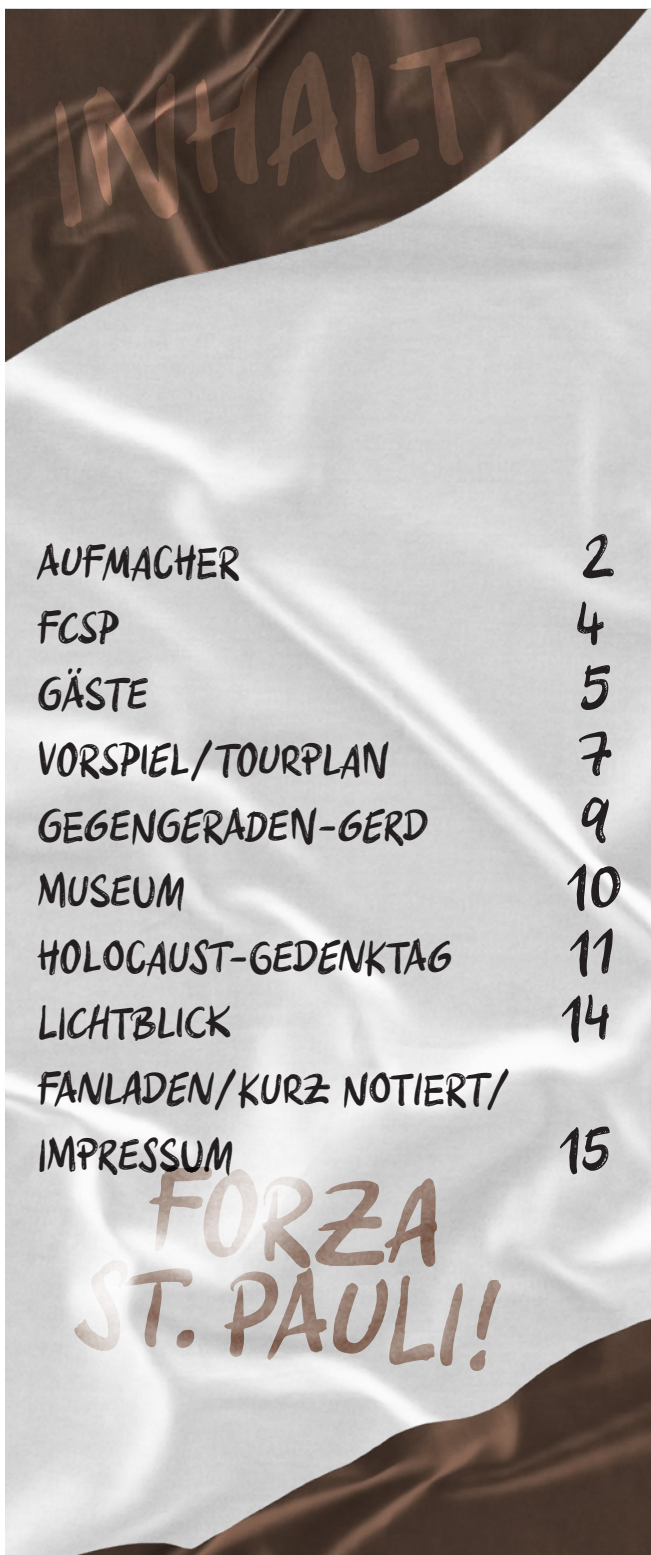 INHALT
AUFMACHER 2
FCSP 4
GÄSTE 5
VORSPIEL/TOURPLAN 7
GEGENGERADEN-GERD 9
MUSEUM 10
HOLOCAUST-GEDENKTAG 11
LICHTBLICK 14
FANLADEN/KURZ NOTIERT/
IMPRESSUM 15
FORZA
ST. PAULI!